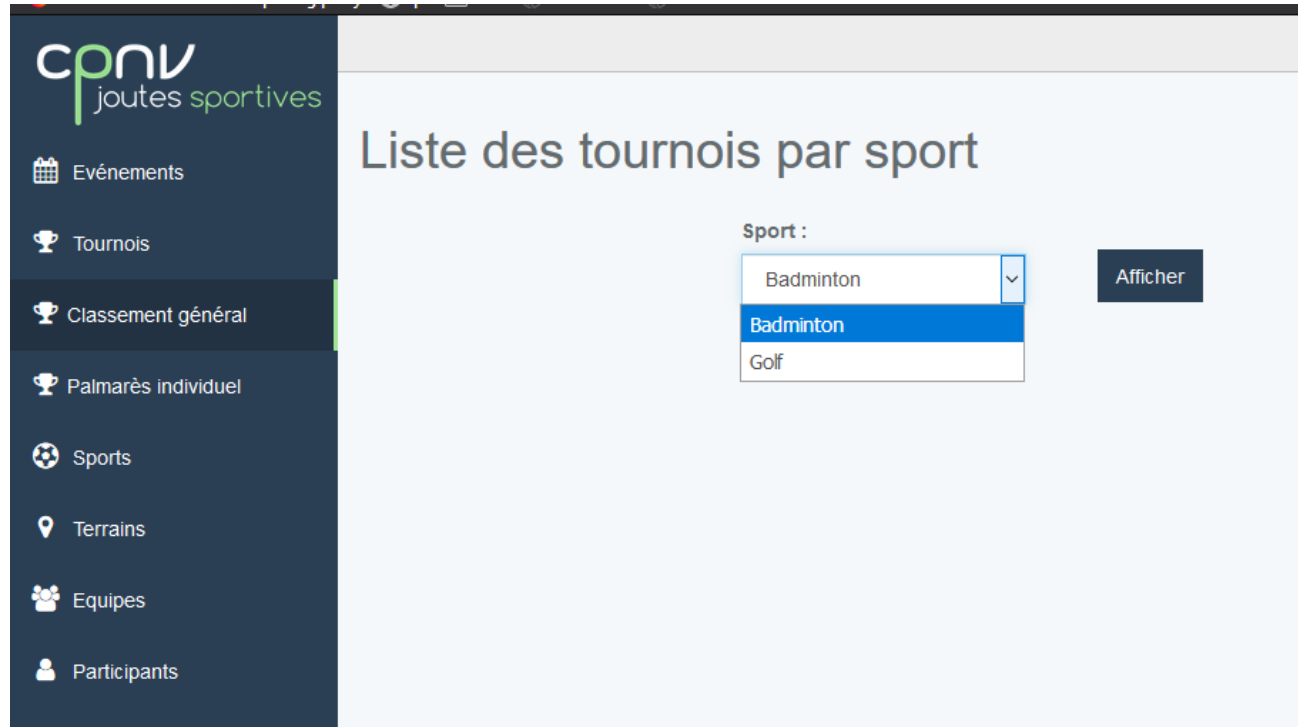 cpnv
joutes sportives
Evénements
Tournois
Classement général
Palmarès individuel
Sports
Terrains
Equipes
Participants
Liste des tournois par sport
Sport :
Badminton
Afficher
Badminton
Golf